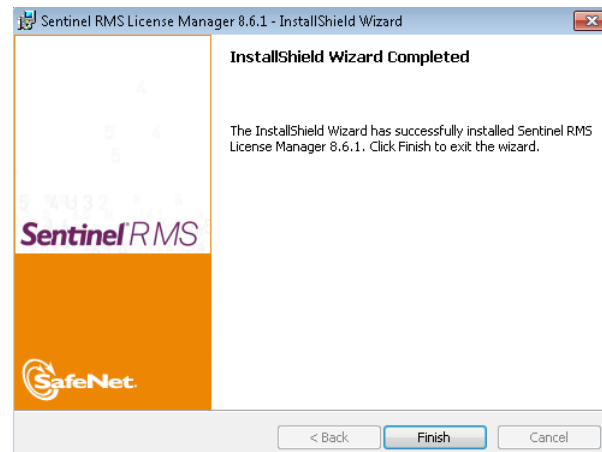 Sentinel RMS License Manager 8.6.1 - InstallShield Wizard
InstallShield Wizard Completed
The InstallShield Wizard has successfully installed Sentinel RMS
License Manager 8.6.1. Click Finish to exit the wizard.
Sentinel RMS
SafeNet.
< Back
Finish
Cancel